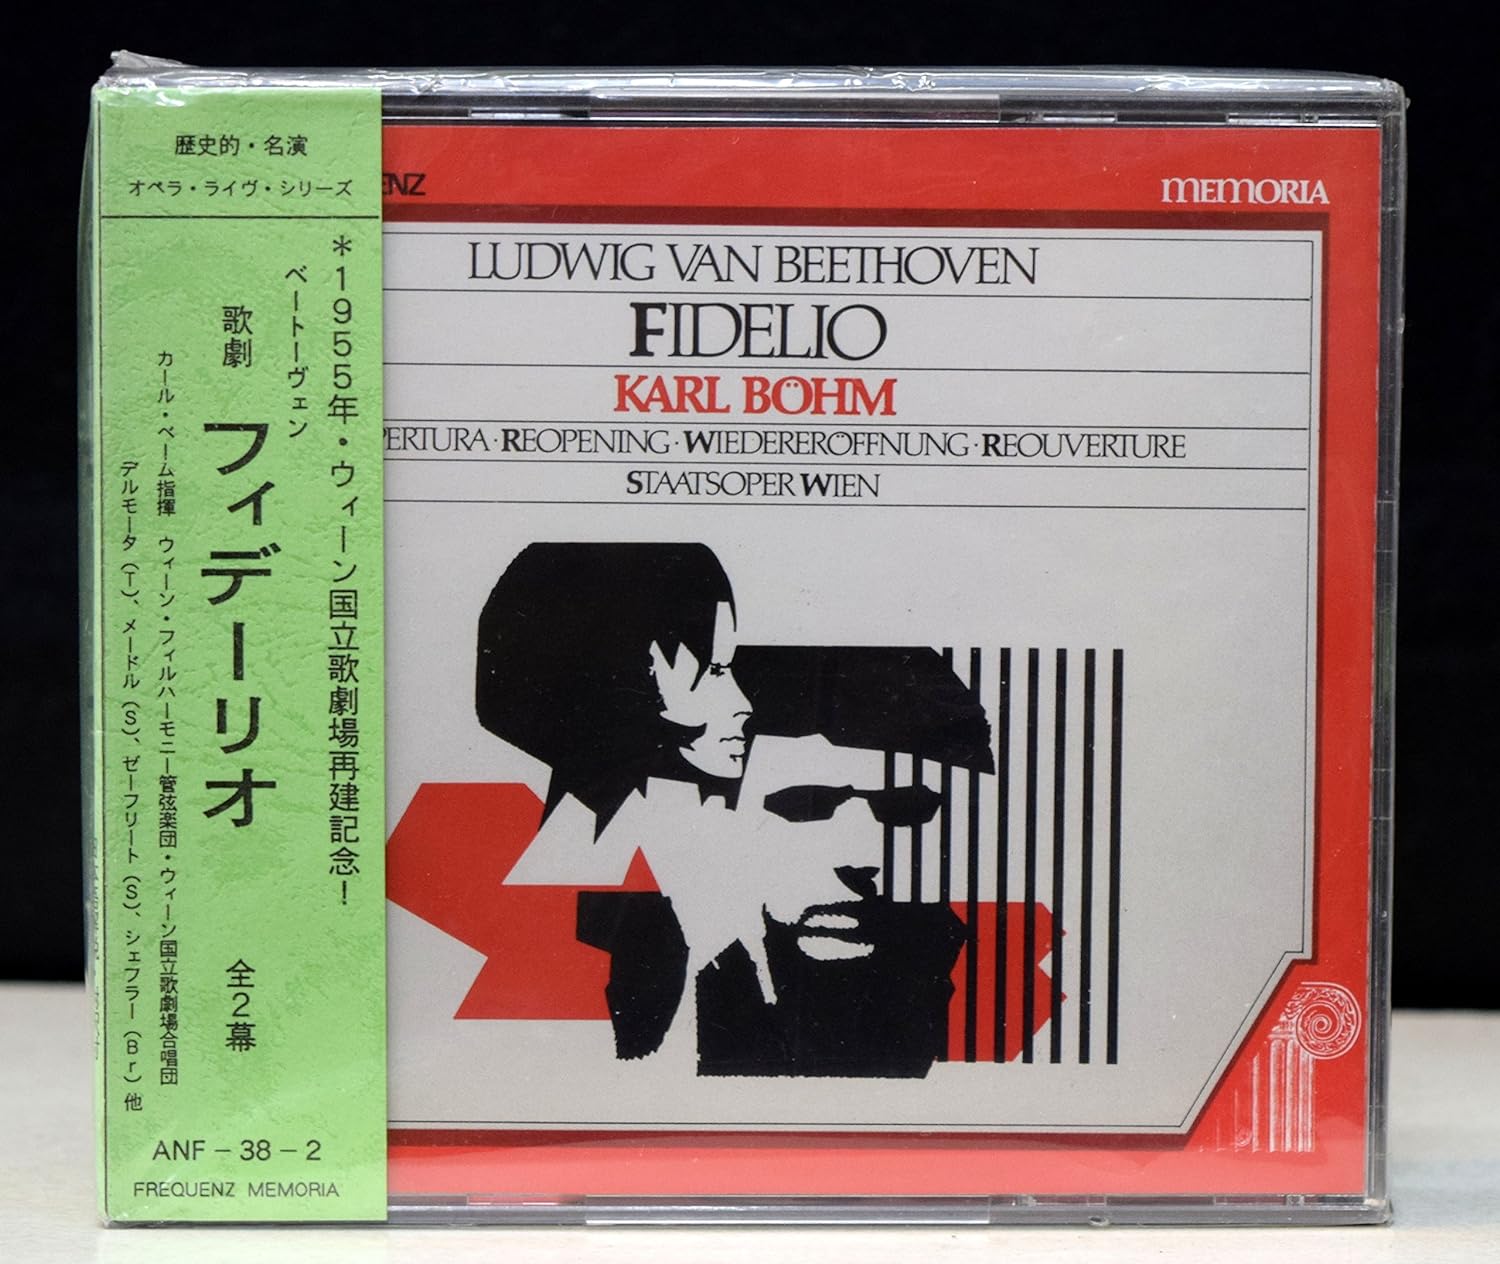 歴史的・名演
オペラ・ライヴ・シリーズ
＊1955年・ウィーン国立歌劇場再建記念！
ベートーヴェン
歌劇 フィデーリオ 全2幕
カール・ベーム指揮 ウィーン・フィルハーモニー管弦楽団・ウィーン国立歌劇場合唱団
デルモータ（T）、メードル（S）、ゼーフリート（S）、シェフラー（Br）他
ANF－38－2
FREQUENZ MEMORIA
ENZ
MEMORIA
LUDWIG VAN BEETHOVEN
FIDELIO
KARL BÖHM
PERTURA·REOPENING·WIEDERERÖFFNUNG·REOUVERTURE
STAATSOPER WIEN